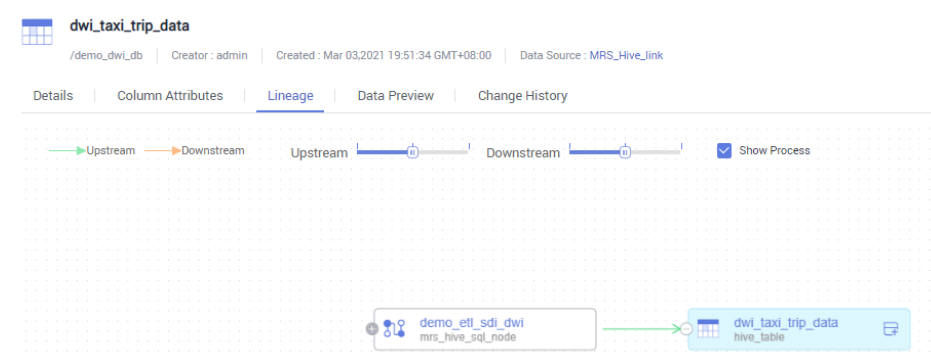 dwi_taxi_trip_data
/demo_dwi_db Creator : admin Created : Mar 03,2021 19:51:34 GMT+08:00 Data Source : MRS_Hive_link
Details Column Attributes Lineage Data Preview Change History
Upstream Downstream Upstream Downstream Show Process
demo_etl_sdi_dwi dwi_taxi_trip_data
mrs_hive_sql_node hive_table